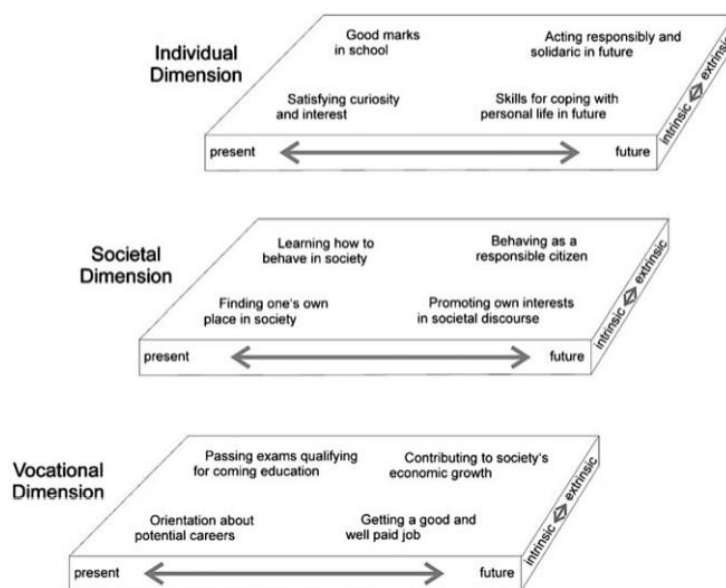 Individual
Dimension
Good marks
in school
Acting responsibly and
solidaric in future
Satisfying curiosity
and interest
Skills for coping with
personal life in future
present
future
intrinsic
extrinsic
Societal
Dimension
Learning how to
behave in society
Behaving as a
responsible citizen
Finding one's own
place in society
Promoting own interests
in societal discourse
present
future
intrinsic
extrinsic
Vocational
Dimension
Passing exams qualifying
for coming education
Contributing to society's
economic growth
Orientation about
potential careers
Getting a good and
well paid job
present
future
intrinsic
extrinsic